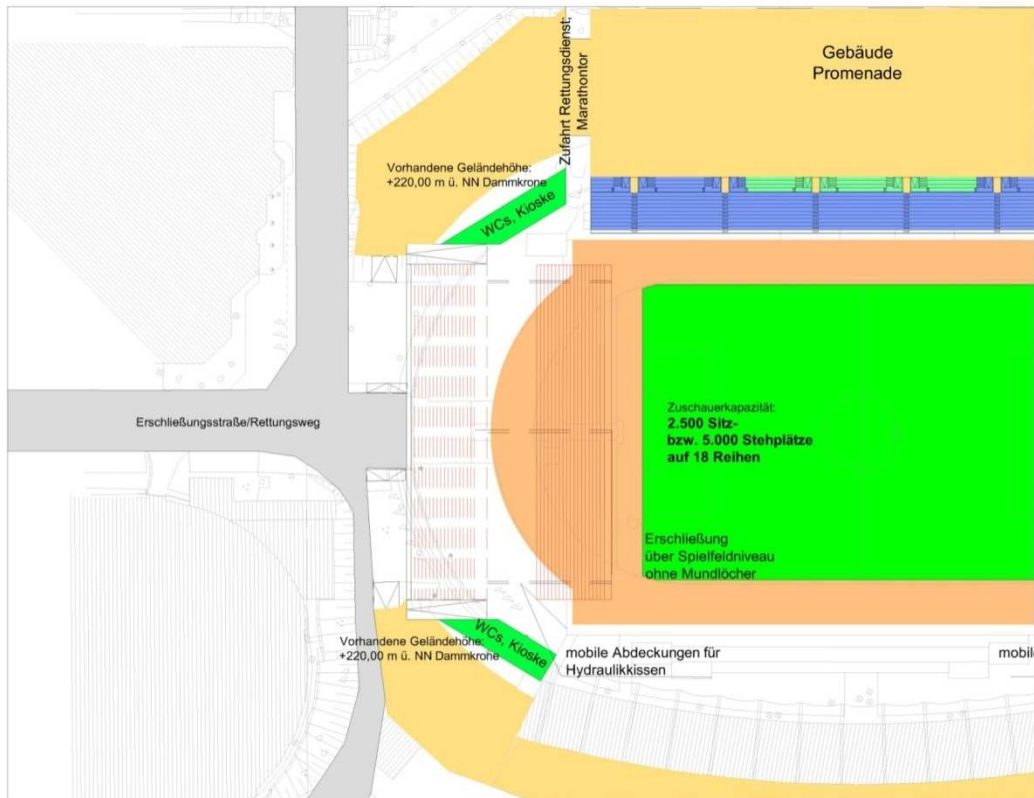 Gebäude
Promenade
Zufahrt Rettungsdienst;
Marathontor
Vorhandene Geländehöhe:
+220,00 m ü. NN Dammkrone
WCs, Kioske
Erschließungsstraße/Rettungsweg
Zuschauerkapazität:
2.500 Sitz-
bzw. 5.000 Stehplätze
auf 18 Reihen
Erschließung
über Spielfeldniveau
ohne Mundlöcher
WCs, Kioske
Vorhandene Geländehöhe:
+220,00 m ü. NN Dammkrone
mobile Abdeckungen für
Hydraulikkissen
mobile